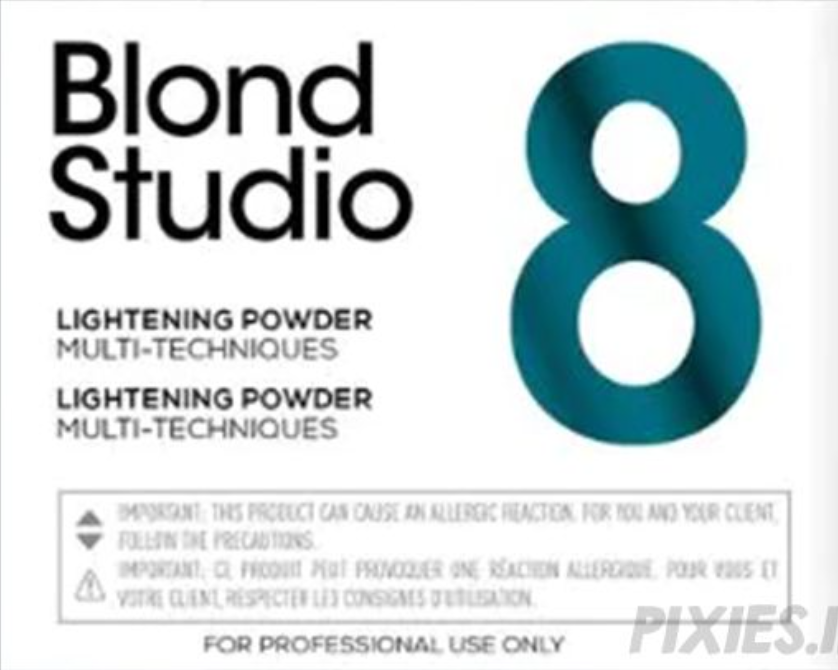 Blond
Studio
8
LIGHTENING POWDER
MULTI-TECHNIQUES
LIGHTENING POWDER
MULTI-TECHNIQUES
IMPORTANT: THIS PRODUCT CAN CAUSE AN ALLERGIC REACTION. FOR YOU AND YOUR CLIENT,
FOLLOW THE PRECAUTIONS.
IMPORTANT: CE PRODUIT PEUT PROVOQUER UNE RÉACTION ALLERGIQUE. POUR VOUS ET
VOTRE CLIENT, RESPECTER LES CONSIGNES D'UTILISATION.
FOR PROFESSIONAL USE ONLY
PIXIES.